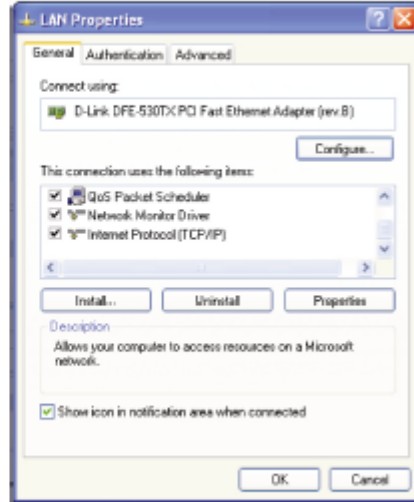 LAN Properties
General Authentication Advanced
Connect using:
D-Link DFE-530TX PCI Fast Ethernet Adapter (rev.B)
Configure...
This connection uses the following items:
QoS Packet Scheduler
Network Monitor Driver
Internet Protocol (TCP/IP)
Install... Uninstall Properties
Description
Allows your computer to access resources on a Microsoft
network.
Show icon in notification area when connected
OK Cancel